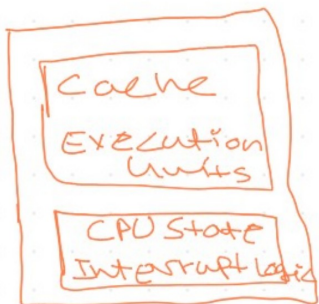 Cache
Execution
Units
CPU State
Interrupt Logic